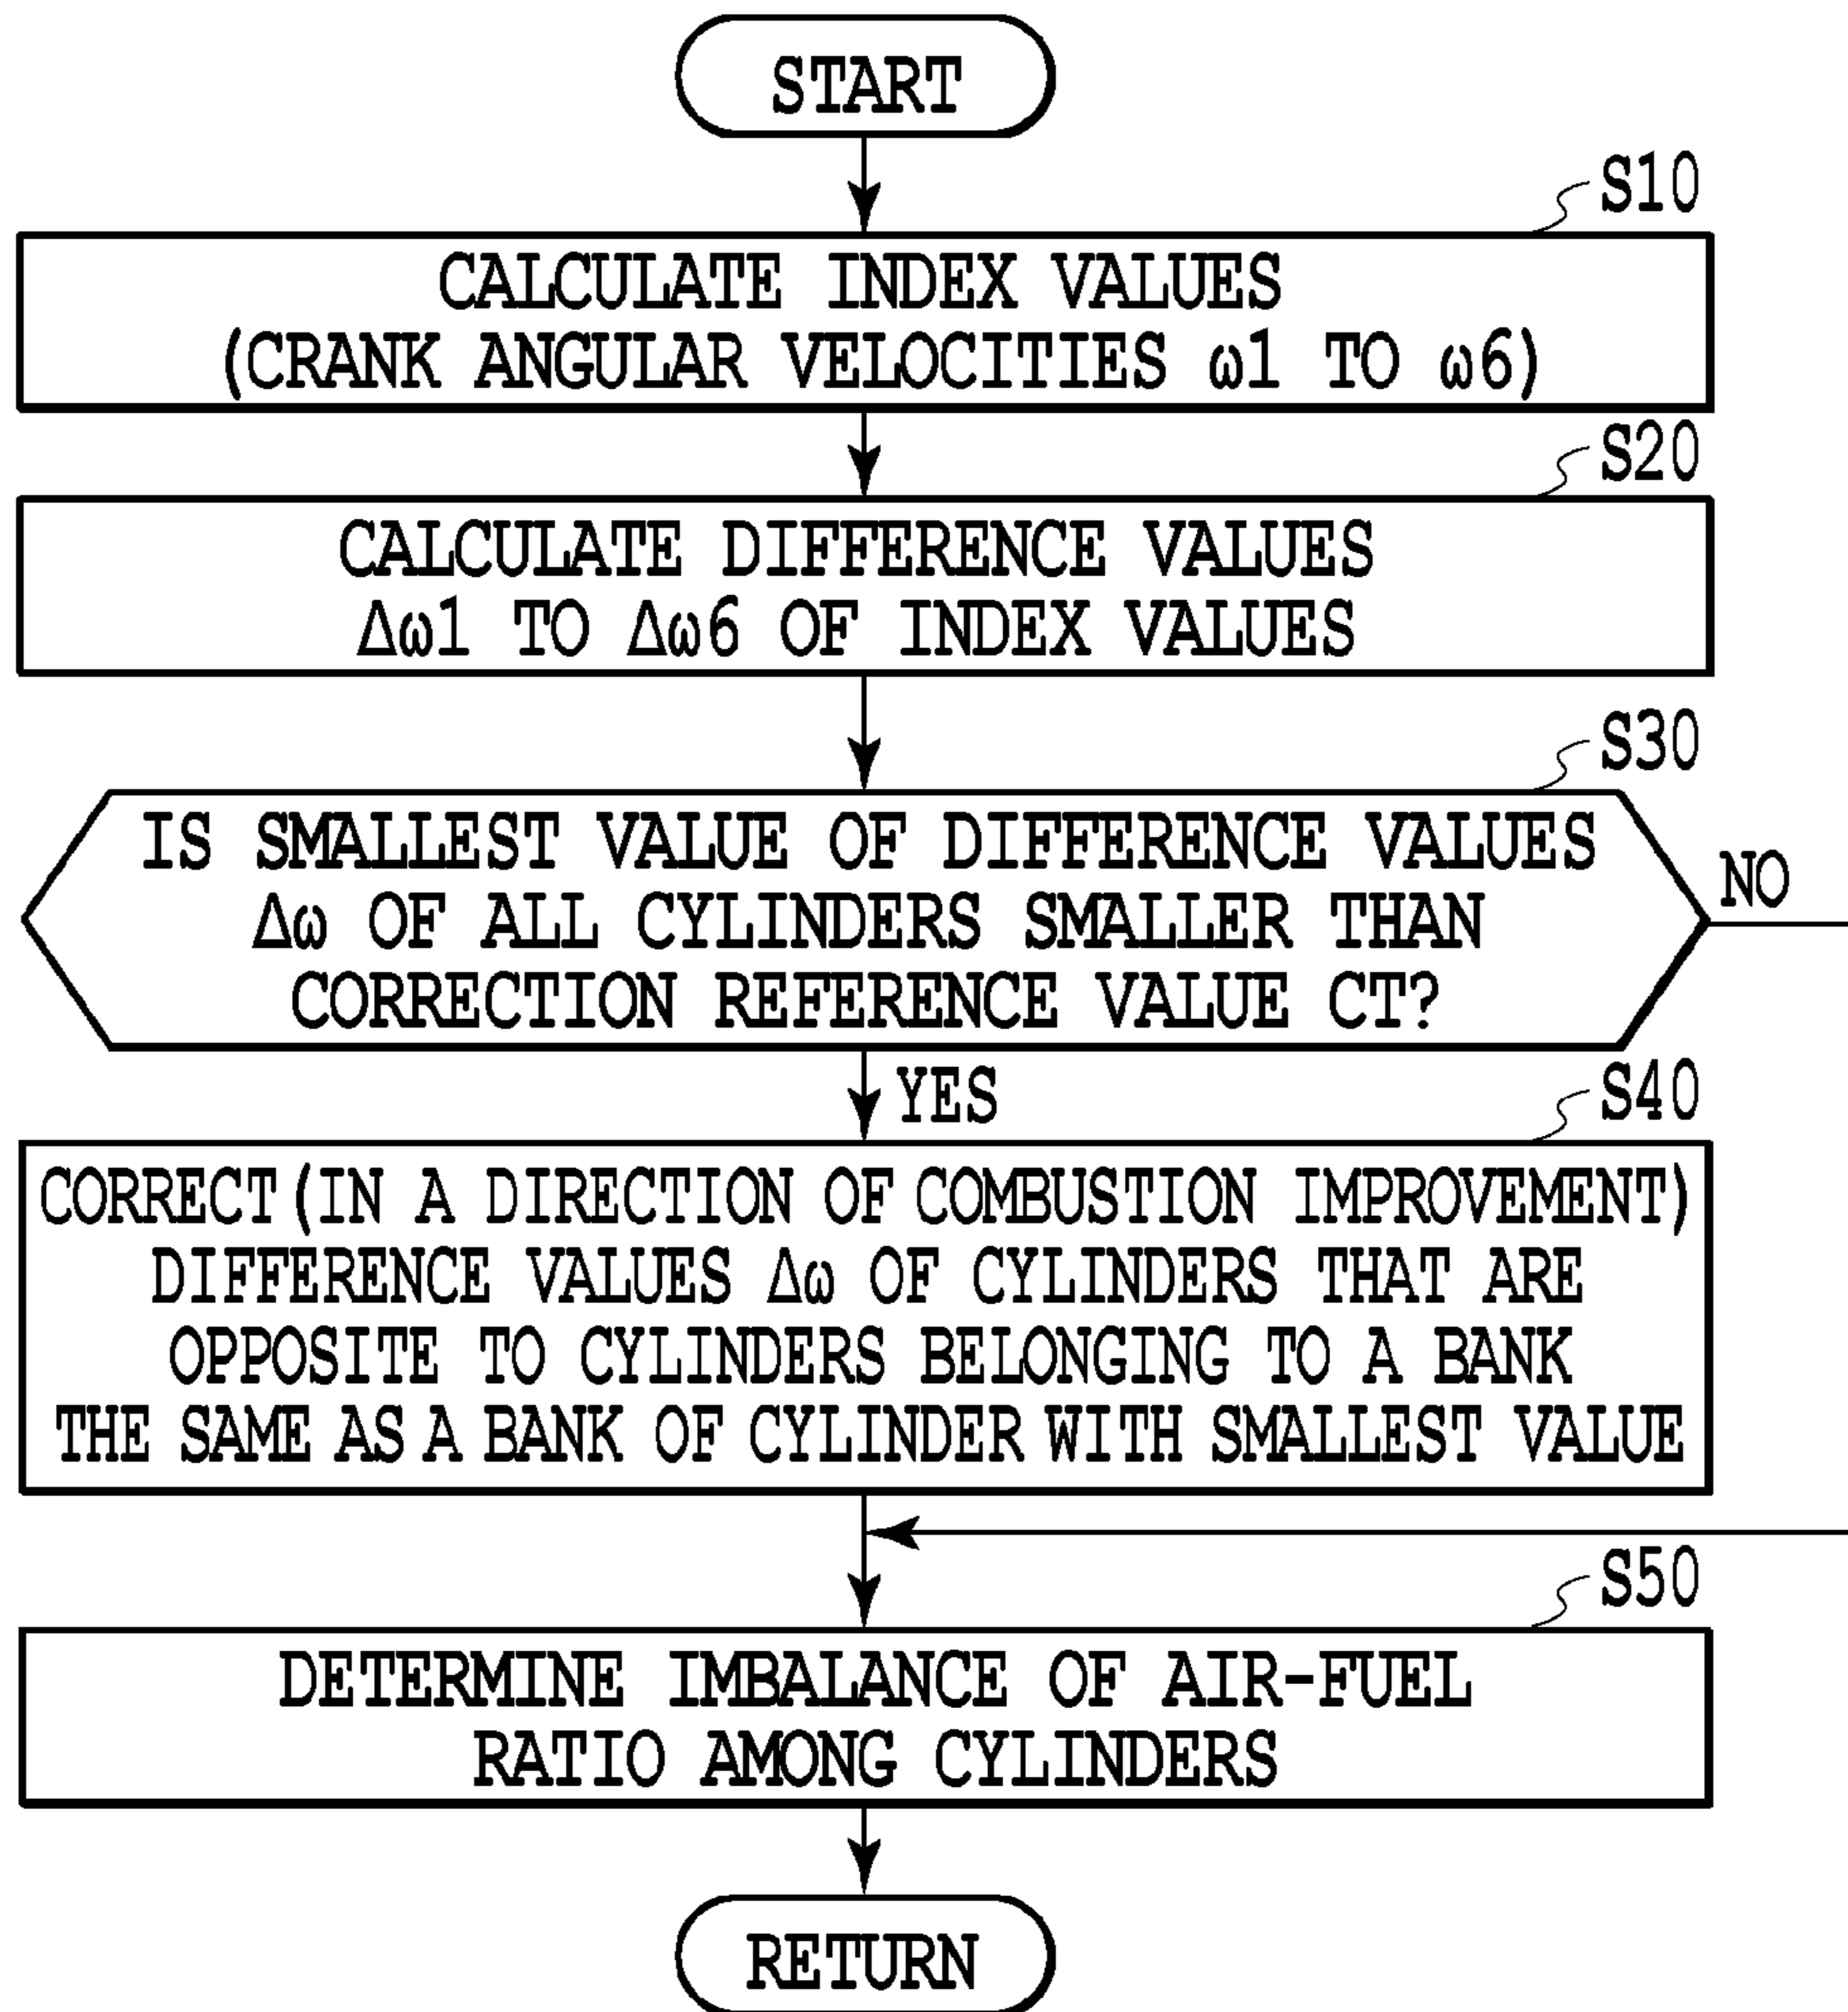 START
S10
CALCULATE INDEX VALUES
(CRANK ANGULAR VELOCITIES ω1 TO ω6)
S20
CALCULATE DIFFERENCE VALUES
Δω1 TO Δω6 OF INDEX VALUES
S30
IS SMALLEST VALUE OF DIFFERENCE VALUES
Δω OF ALL CYLINDERS SMALLER THAN
CORRECTION REFERENCE VALUE CT?
NO
YES
S40
CORRECT(IN A DIRECTION OF COMBUSTION IMPROVEMENT)
DIFFERENCE VALUES Δω OF CYLINDERS THAT ARE
OPPOSITE TO CYLINDERS BELONGING TO A BANK
THE SAME AS A BANK OF CYLINDER WITH SMALLEST VALUE
S50
DETERMINE IMBALANCE OF AIR-FUEL
RATIO AMONG CYLINDERS
RETURN